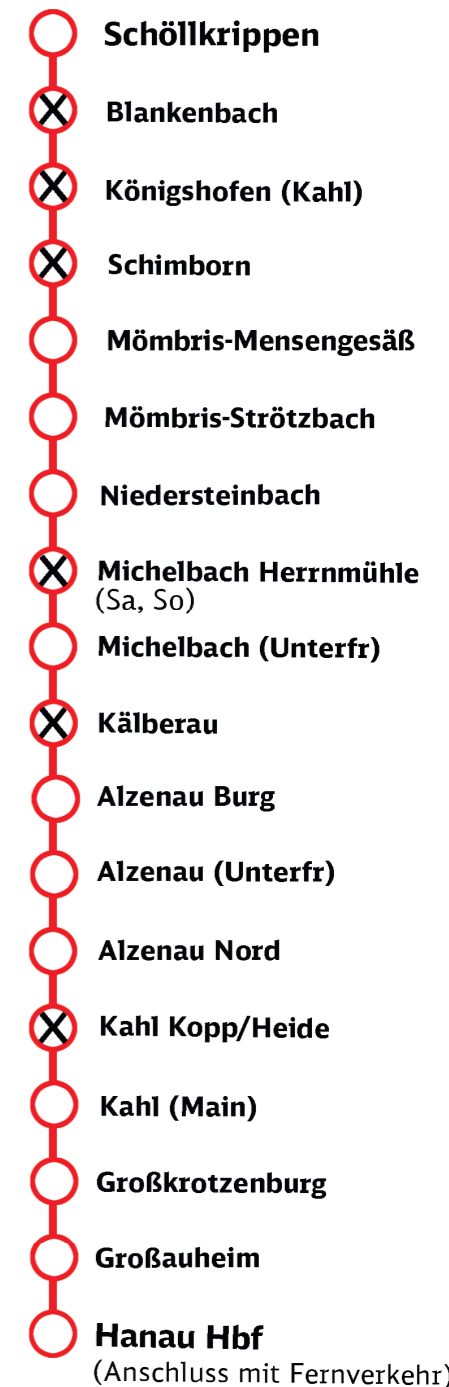 Schöllkrippen
Blankenbach
Königshofen (Kahl)
Schimborn
Mömbris-Mensengesäß
Mömbris-Strötzbach
Niedersteinbach
Michelbach Herrnmühle
(Sa, So)
Michelbach (Unterfr)
Kälberau
Alzenau Burg
Alzenau (Unterfr)
Alzenau Nord
Kahl Kopp/Heide
Kahl (Main)
Großkrotzenburg
Großauheim
Hanau Hbf
(Anschluss mit Fernverkehr)